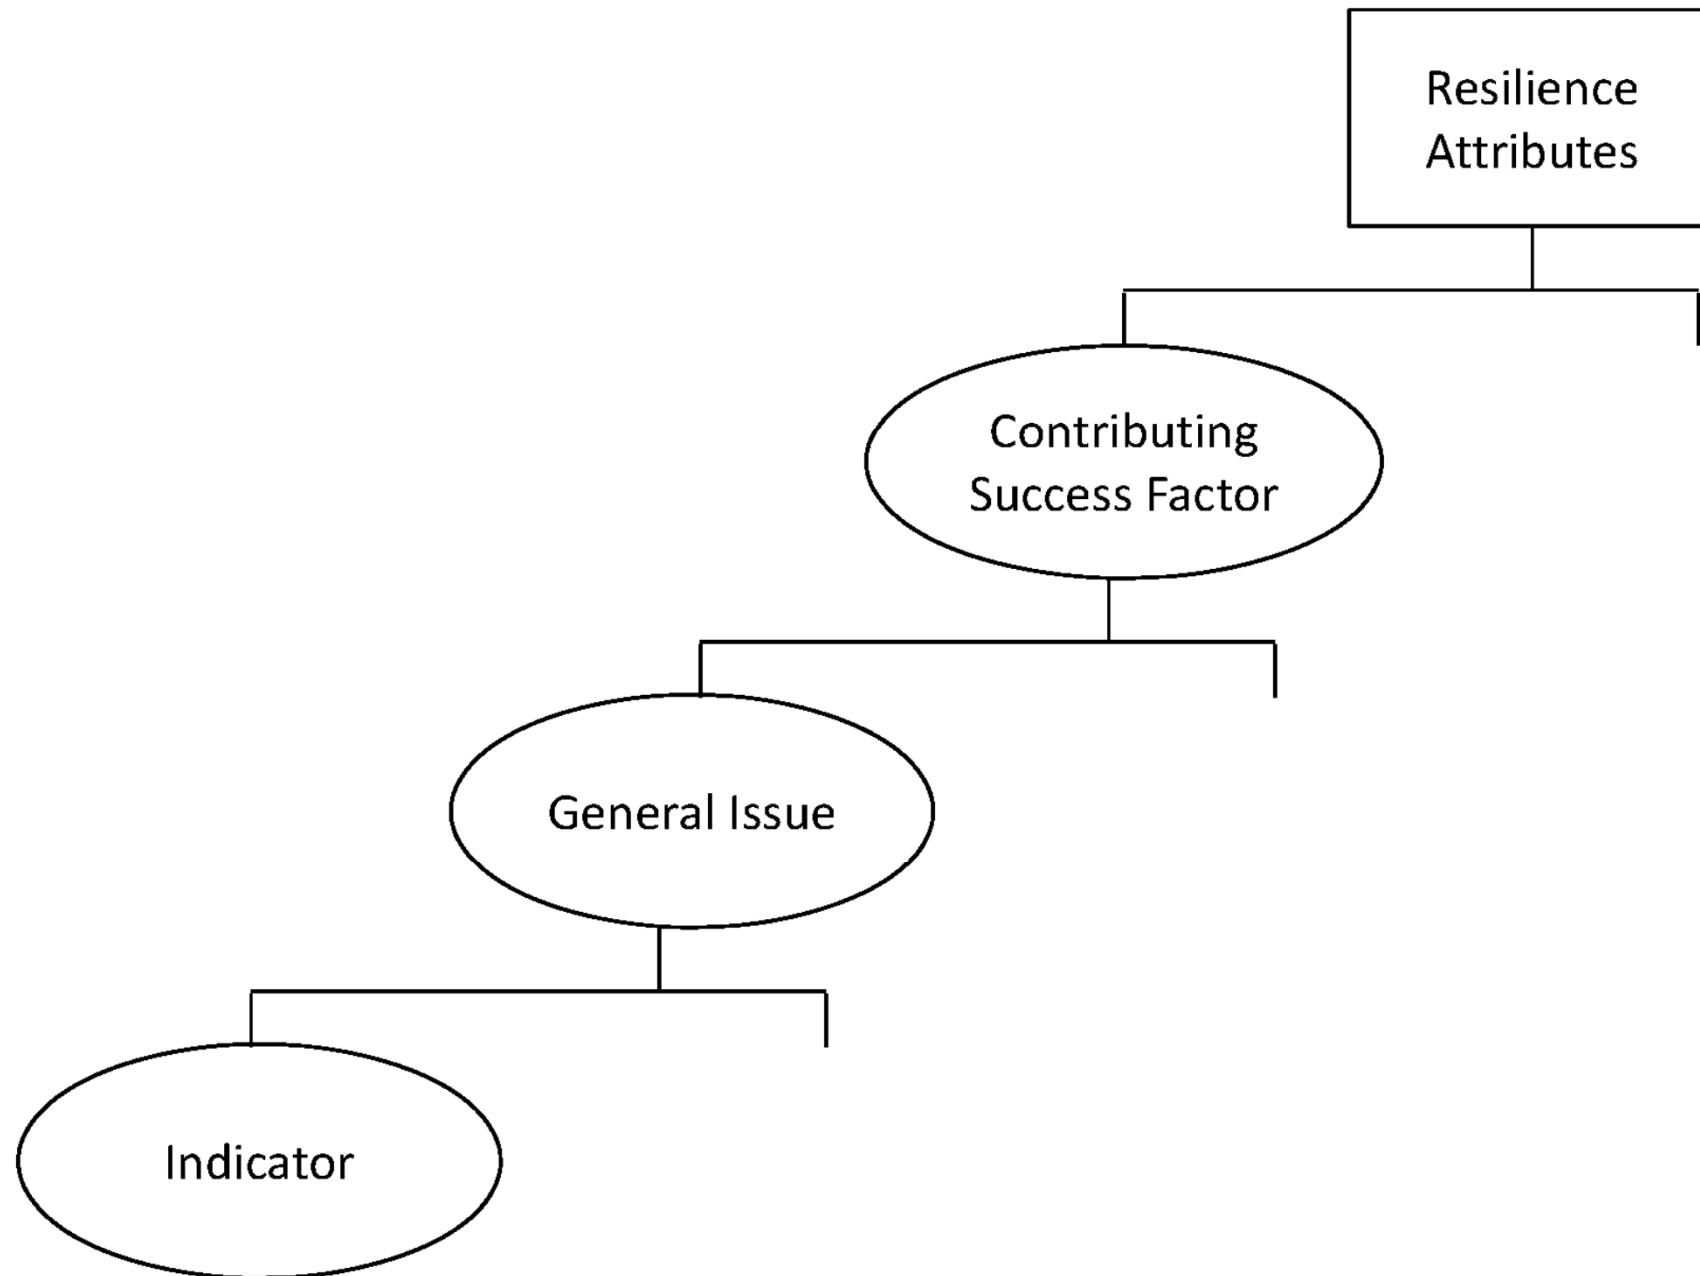 Resilience
Attributes
Contributing
Success Factor
General Issue
Indicator